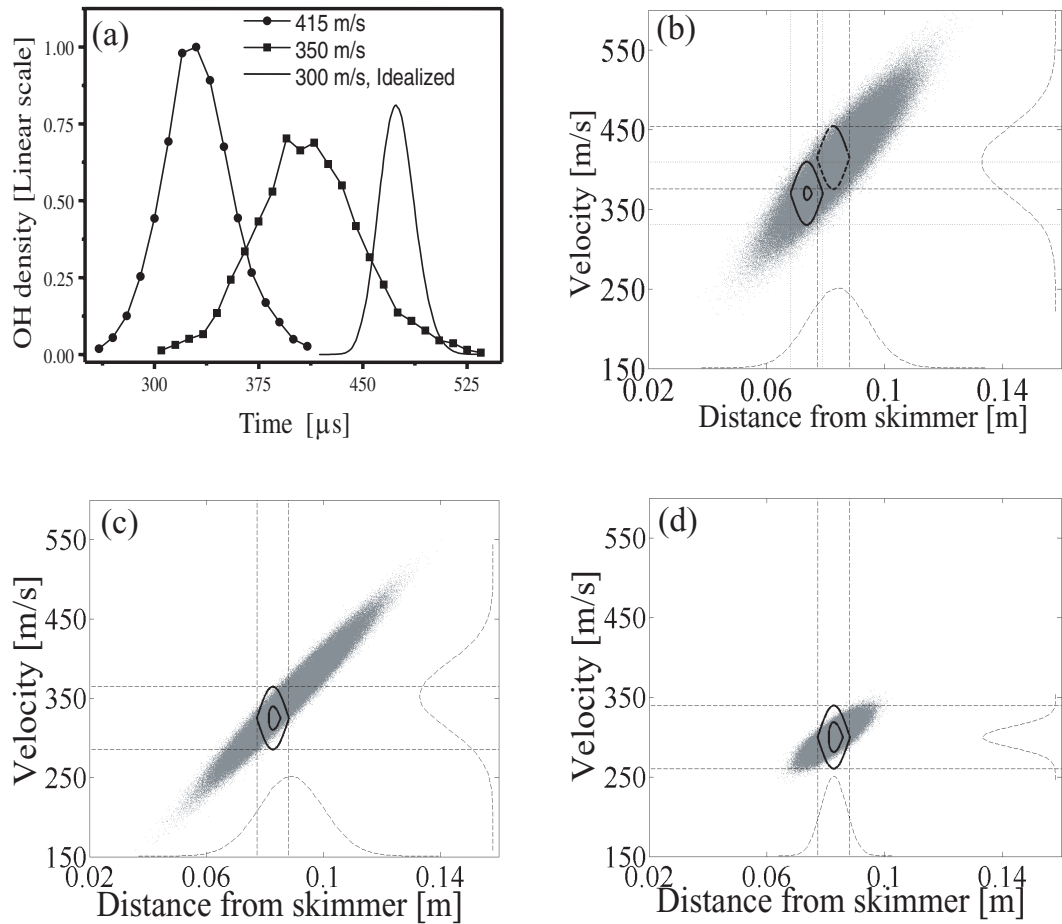 (a)
415 m/s
350 m/s
300 m/s, Idealized
OH density [Linear scale]
1.00
0.75
0.50
0.25
0.00
300 375 450 525
Time [μs]
(b)
Velocity [m/s]
550
450
350
250
150
0.02 0.06 0.1 0.14
Distance from skimmer [m]
(c)
Velocity [m/s]
550
450
350
250
150
0.02 0.06 0.1 0.14
Distance from skimmer [m]
(d)
Velocity [m/s]
550
450
350
250
150
0.02 0.06 0.1 0.14
Distance from skimmer [m]